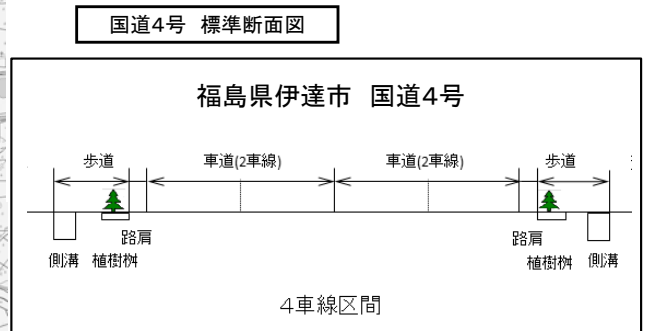 国道4号 標準断面図
福島県伊達市 国道4号
歩道 車道(2車線) 車道(2車線) 歩道
路肩 路肩
側溝 植樹桝 植樹桝 側溝
4車線区間